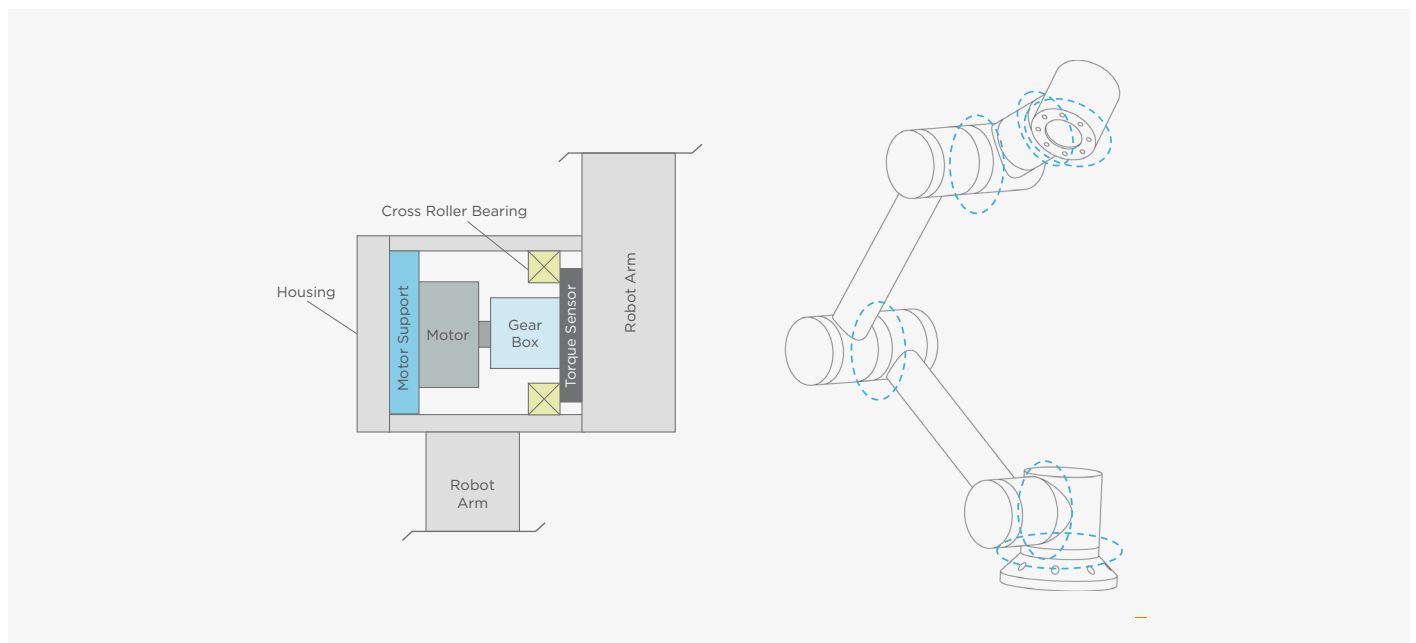 Cross Roller Bearing
Housing
Motor Support
Motor
Gear
Box
Torque Sensor
Robot Arm
Robot
Arm